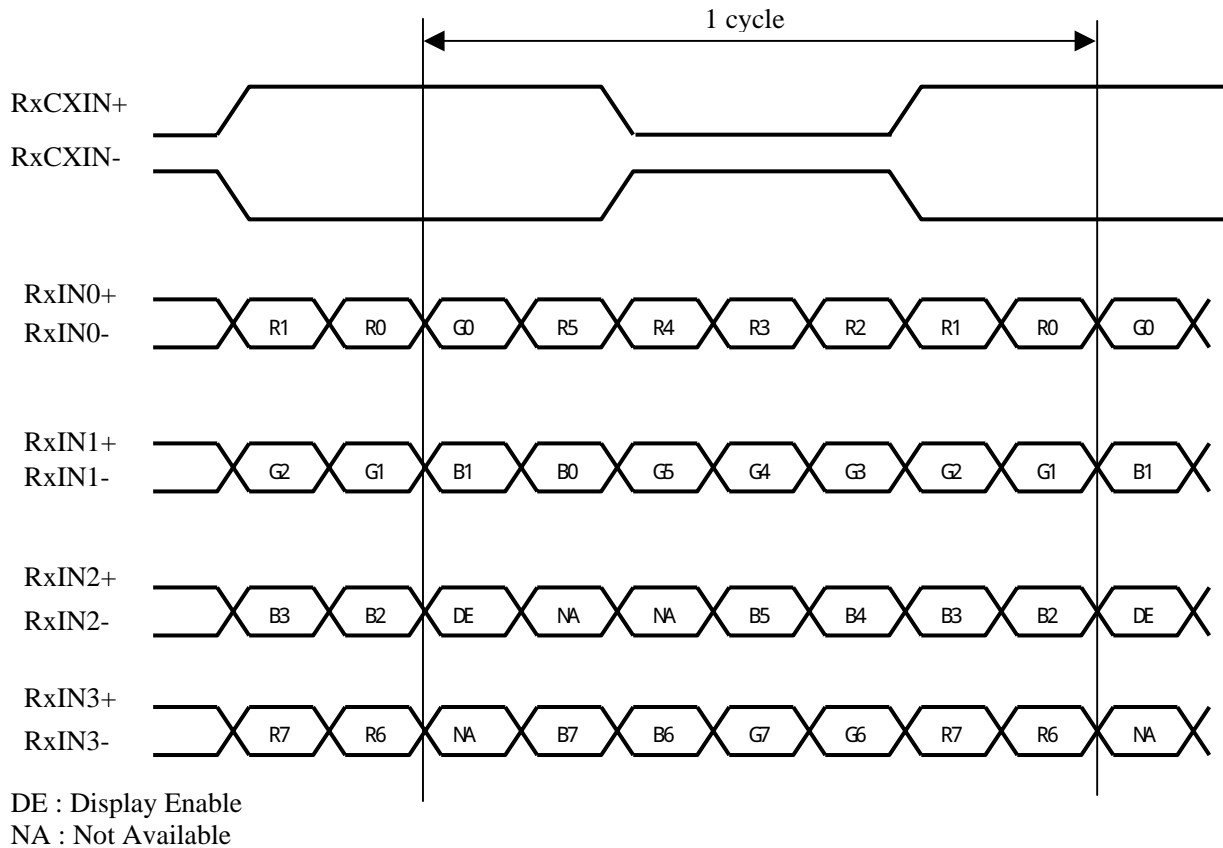 1 cycle
RxCXIN+
RxCXIN-
RxIN0+
RxIN0-
R1 R0 G0 R5 R4 R3 R2 R1 R0 G0
RxIN1+
RxIN1-
G2 G1 B1 B0 G5 G4 G3 G2 G1 B1
RxIN2+
RxIN2-
B3 B2 DE NA NA B5 B4 B3 B2 DE
RxIN3+
RxIN3-
R7 R6 NA B7 B6 G7 G6 R7 R6 NA
DE : Display Enable
NA : Not Available